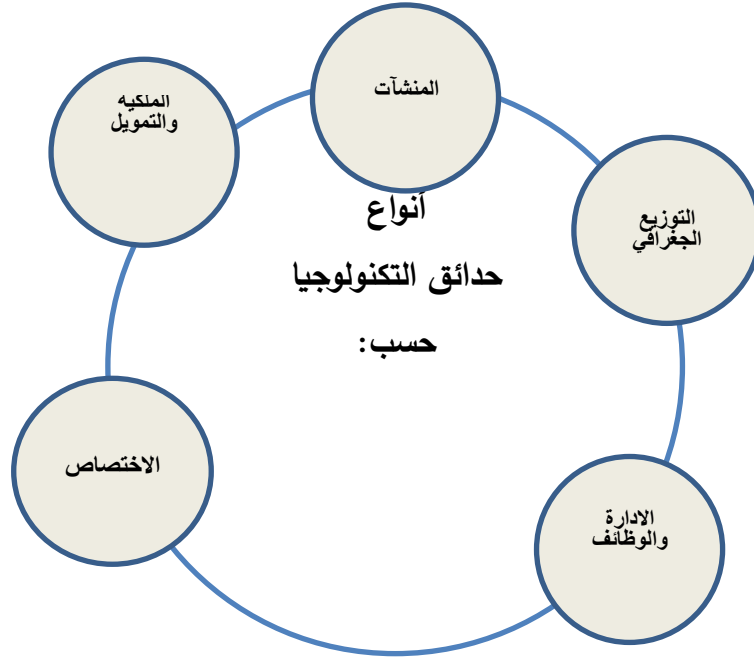 المنشآت
الملكيه
والتمويل
أنواع
حدائق التكنولوجيا
حسب:
التوزيع
الجغرافي
الاختصاص
الادارة
والوظائف